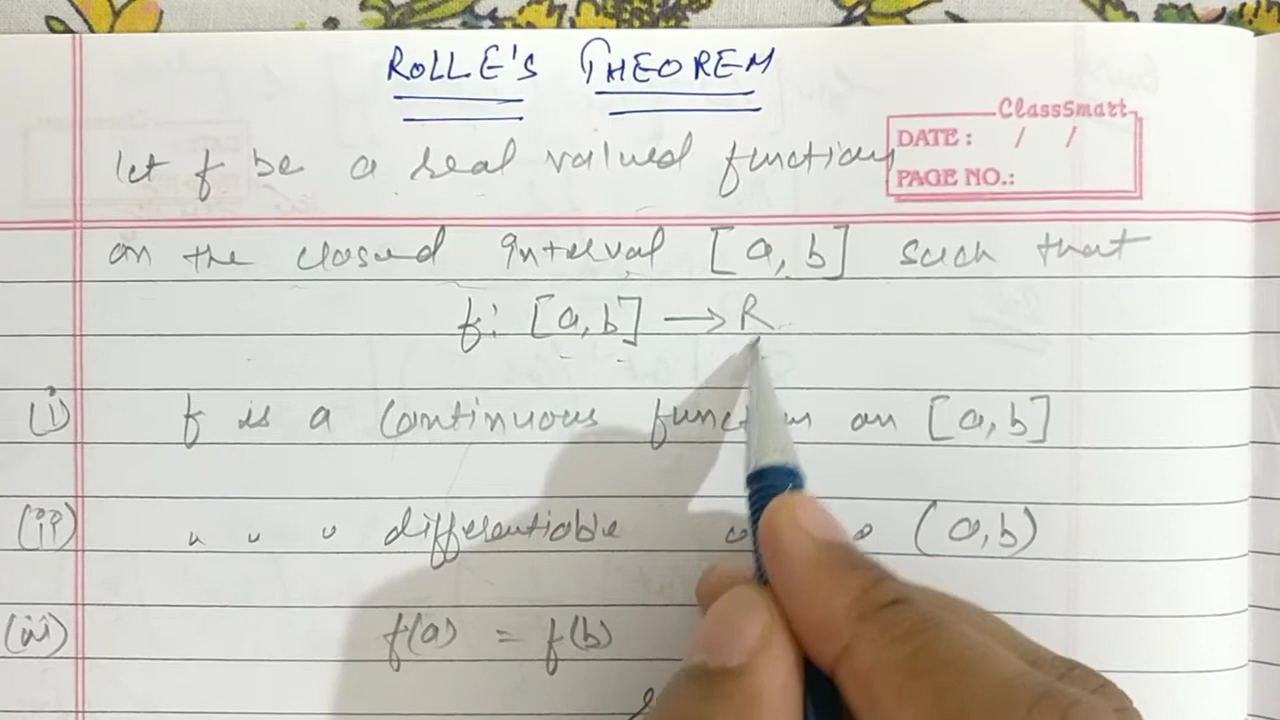 ROLLE'S THEOREM
ClassSmart
DATE: / /
PAGE NO.:
let f be a real valued function
on the closed interval [a,b] such that
f: [a,b] → R
(i) f is a continuous function on [a,b]
(ii) " " " differentiable " " (a,b)
(iii) f(a) = f(b)